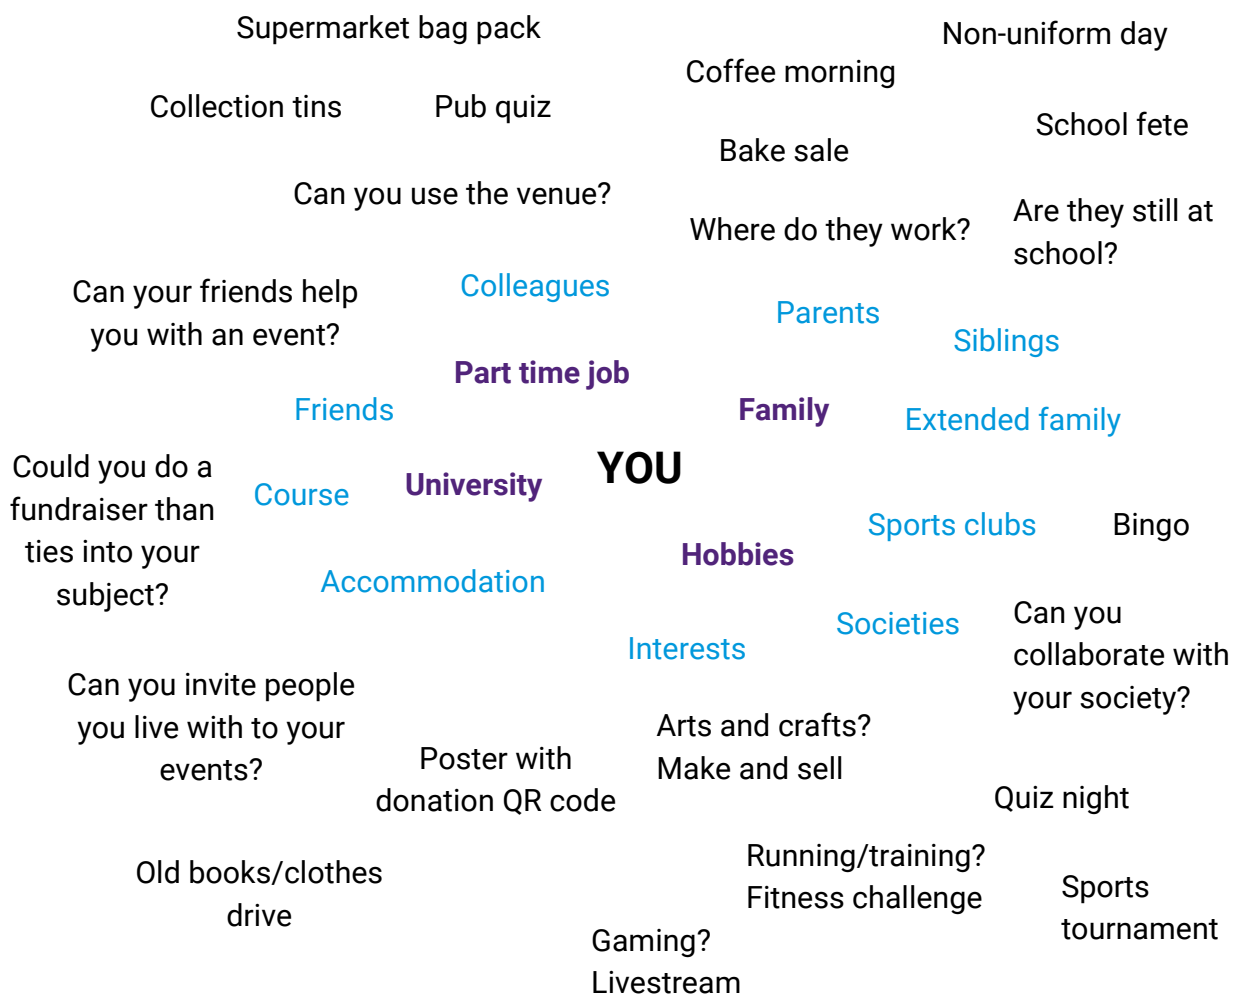 Supermarket bag pack
Non-uniform day
Coffee morning
Collection tins
Pub quiz
School fete
Bake sale
Can you use the venue?
Are they still at
school?
Where do they work?
Can your friends help
you with an event?
Colleagues
Parents
Siblings
Part time job
Friends
Family
Extended family
YOU
Could you do a
fundraiser than
ties into your
subject?
Course
University
Sports clubs
Bingo
Hobbies
Accommodation
Societies
Interests
Can you
collaborate with
your society?
Can you invite people
you live with to your
events?
Arts and crafts?
Make and sell
Poster with
donation QR code
Quiz night
Running/training?
Fitness challenge
Old books/clothes
drive
Sports
tournament
Gaming?
Livestream